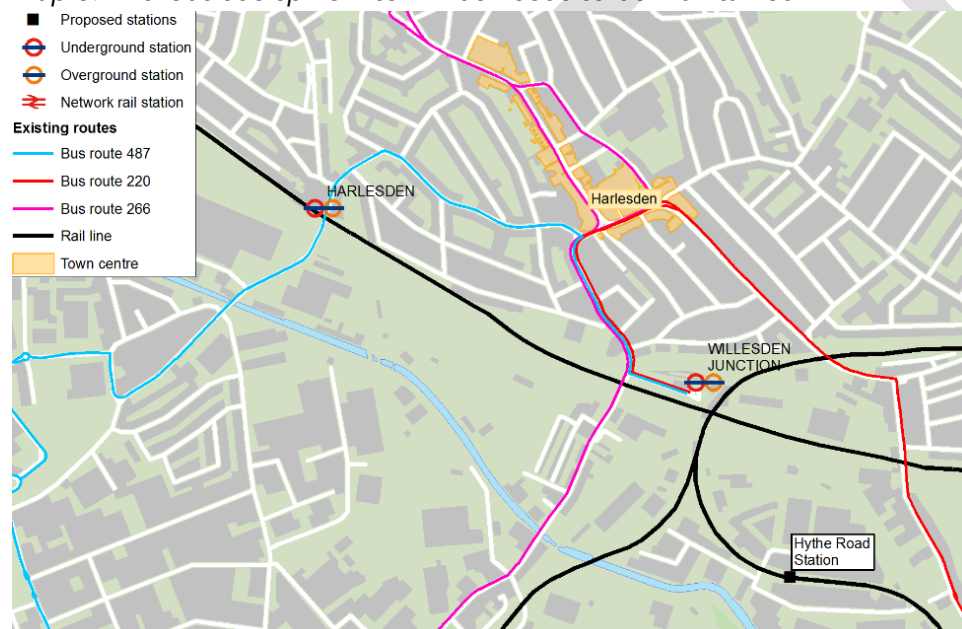 Proposed stations
Underground station
Overground station
Network rail station
Existing routes
Bus route 487
Bus route 220
Bus route 266
Rail line
Town centre
HARLESDEN
Harlesden
WILLESDEN
JUNCTION
Hythe Road
Station